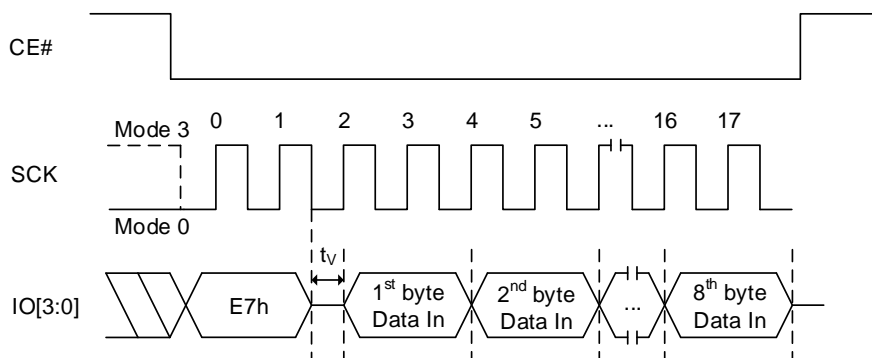 CE#
0 1 2 3 4 5 ... 16 17
Mode 3
SCK
Mode 0
tV
IO[3:0]
E7h
1st byte
Data In
2nd byte
Data In
...
8th byte
Data In